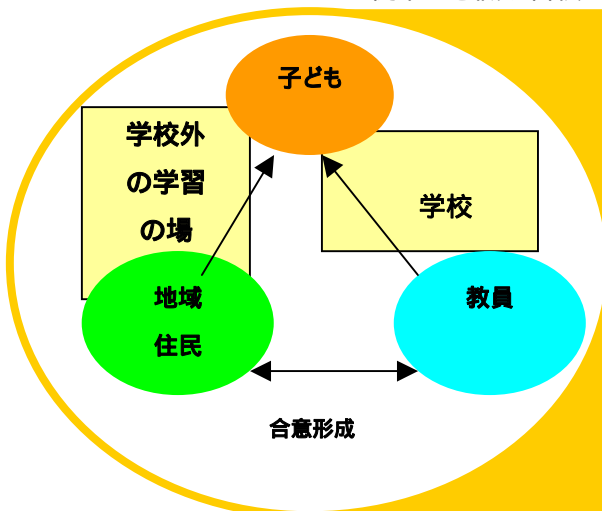 子ども
学校外
の学習
の場
学校
地域
住民
教員
合意形成